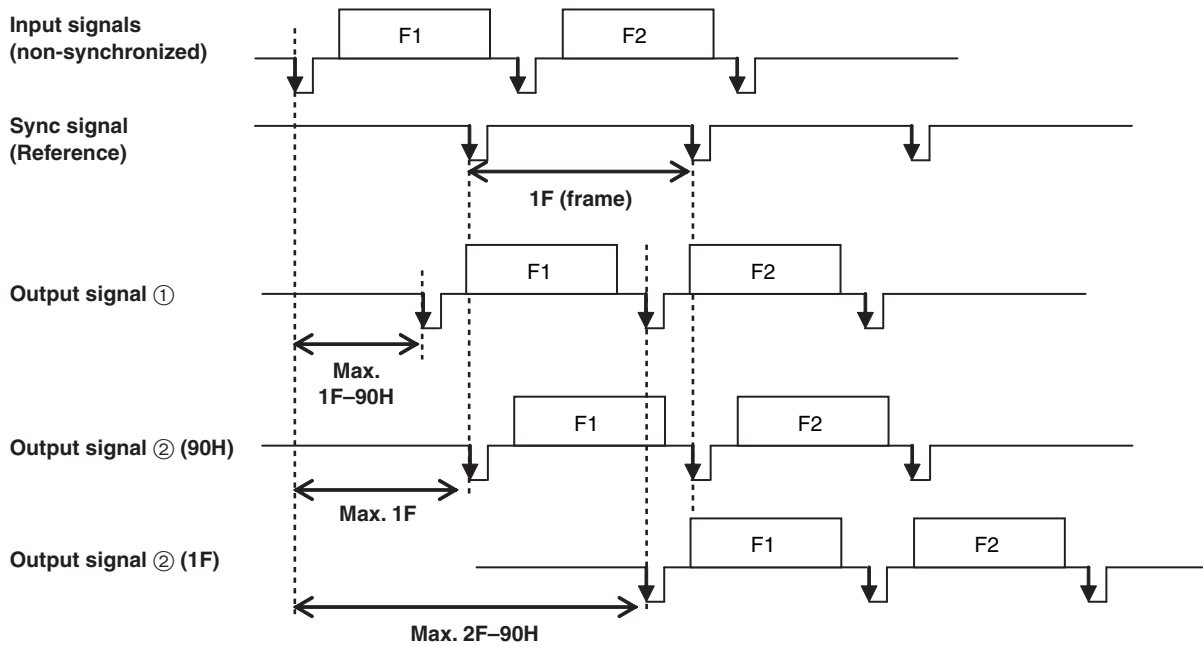 Input signals
(non-synchronized)
F1
F2
Sync signal
(Reference)
1F (frame)
Output signal ①
F1
F2
Max.
1F–90H
Output signal ② (90H)
F1
F2
Max. 1F
Output signal ② (1F)
F1
F2
Max. 2F–90H